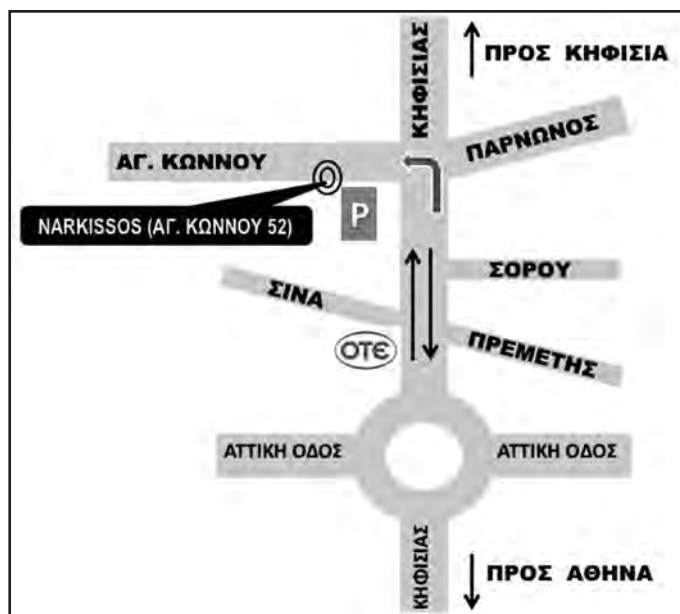 ΚΗΦΙΣΙΑΣ
ΠΡΟΣ ΚΗΦΙΣΙΑ
ΑΓ. ΚΩΝΝΟΥ
ΠΑΡΝΩΝΟΣ
NARKISSOS (ΑΓ. ΚΩΝΝΟΥ 52)
P
ΣΟΡΟΥ
ΣΙΝΑ
ΠΡΕΜΕΤΗΣ
ΟΤΕ
ΑΤΤΙΚΗ ΟΔΟΣ
ΑΤΤΙΚΗ ΟΔΟΣ
ΚΗΦΙΣΙΑΣ
ΠΡΟΣ ΑΘΗΝΑ